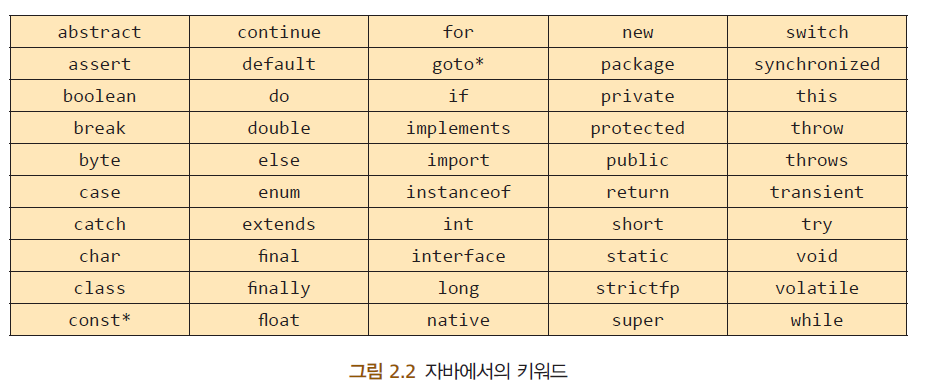 abstract continue for new switch
assert default goto* package synchronized
boolean do if private this
break double implements protected throw
byte else import public throws
case enum instanceof return transient
catch extends int short try
char final interface static void
class finally long strictfp volatile
const* float native super while
그림 2.2 자바에서의 키워드